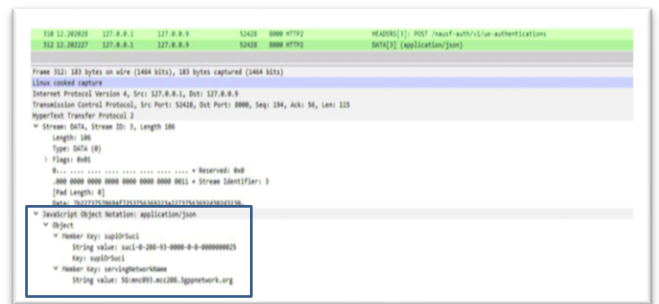 310 12.202028 127.0.0.1 127.0.0.9 52428 8000 HTTP2 HEADERS[3]: POST /nausf-auth/v1/ue-authentications
312 12.202227 127.0.0.1 127.0.0.9 52428 8000 HTTP2 DATA[3] (application/json)
Frame 312: 183 bytes on wire (1464 bits), 183 bytes captured (1464 bits)
Linux cooked capture
Internet Protocol Version 4, Src: 127.0.0.1, Dst: 127.0.0.9
Transmission Control Protocol, Src Port: 52428, Dst Port: 8000, Seq: 194, Ack: 56, Len: 115
HyperText Transfer Protocol 2
Stream: DATA, Stream ID: 3, Length 106
Length: 106
Type: DATA (0)
Flags: 0x01
0... .... .... .... .... .... .... .... = Reserved: 0x0
.000 0000 0000 0000 0000 0000 0000 0011 = Stream Identifier: 3
[Pad Length: 0]
Data:
JavaScript Object Notation: application/json
Object
Member Key: supiOrSuci
String value: suci-0-208-93-0000-0-0-0000000025
Key: supiOrSuci
Member Key: servingNetworkName
String value: 5G:mnc093.mcc208.3gppnetwork.org